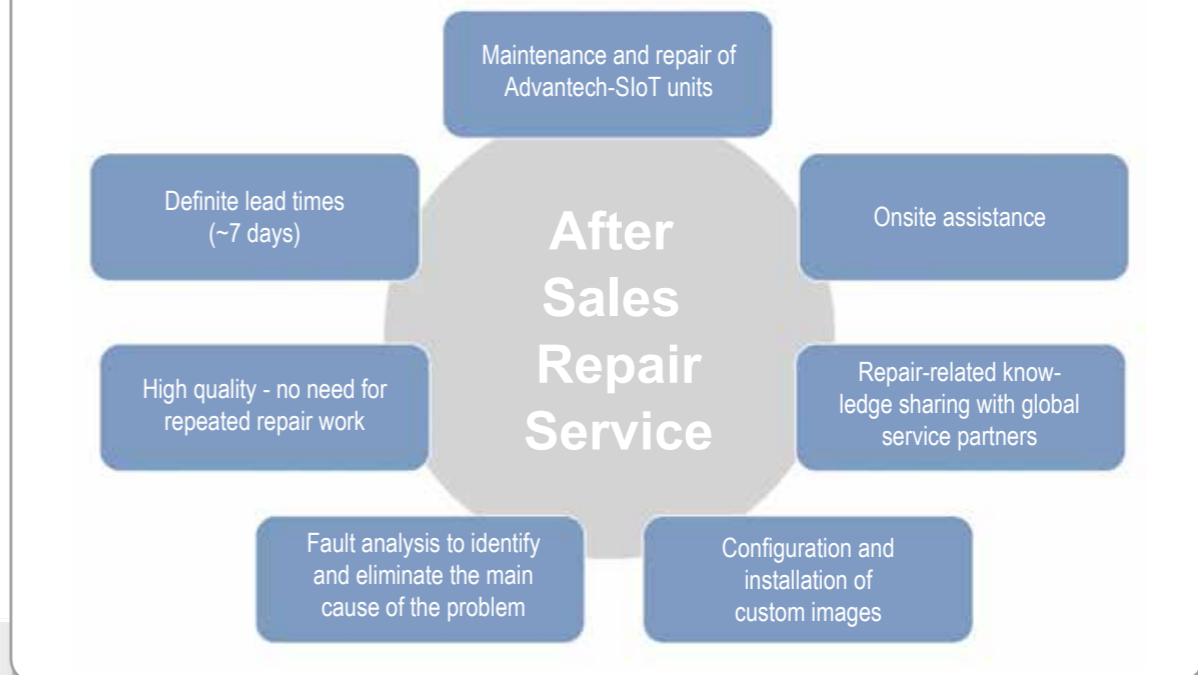 Maintenance and repair of
Advantech-SIoT units
Definite lead times
(~7 days)
After
Sales
Repair
Service
Onsite assistance
High quality - no need for
repeated repair work
Repair-related know-
ledge sharing with global
service partners
Fault analysis to identify
and eliminate the main
cause of the problem
Configuration and
installation of
custom images